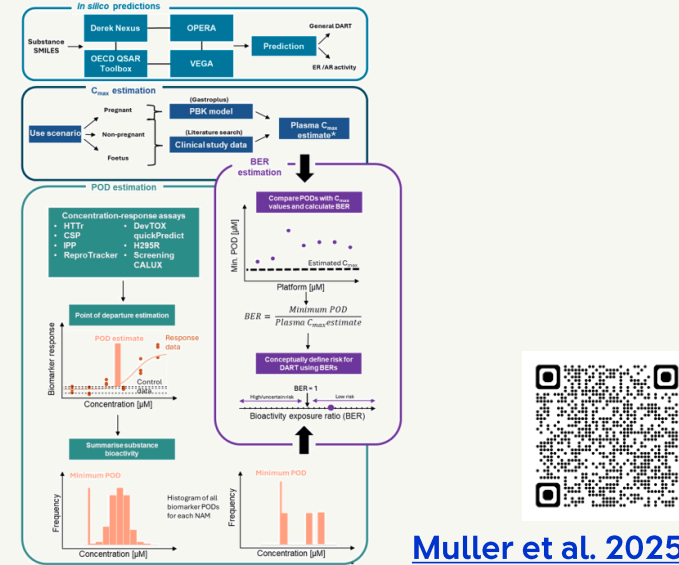 In silico predictions
Substance
SMILES
Derek Nexus
OPERA
OECD QSAR
Toolbox
VEGA
Prediction
General DART
ER /AR activity
Cmax estimation
Use scenario
Pregnant
Non-pregnant
Foetus
(Gastroplus)
PBK model
(Literature search)
Clinical study data
Plasma Cmax
estimate*
POD estimation
Concentration-response assays
• HTTr
• CSP
• IPP
• ReproTracker
• DevTOX
quickPredict
• H295R
• Screening
CALUX
Point of departure estimation
POD estimate
Response
data
Control
data
Biomarker response
Concentration [µM]
Summarise substance
bioactivity
Minimum POD
Frequency
Concentration [µM]
Histogram of all
biomarker PODs
for each NAM
Minimum POD
Frequency
Concentration [µM]
BER
estimation
Compare PODs with Cmax
values and calculate BER
Min. POD [µM]
Estimated Cmax
Platform [µM]
BER = Minimum POD / Plasma Cmax estimate
Conceptually define risk for
DART using BERs
BER = 1
High/uncertain risk
Low risk
Bioactivity exposure ratio (BER)
Muller et al. 2025